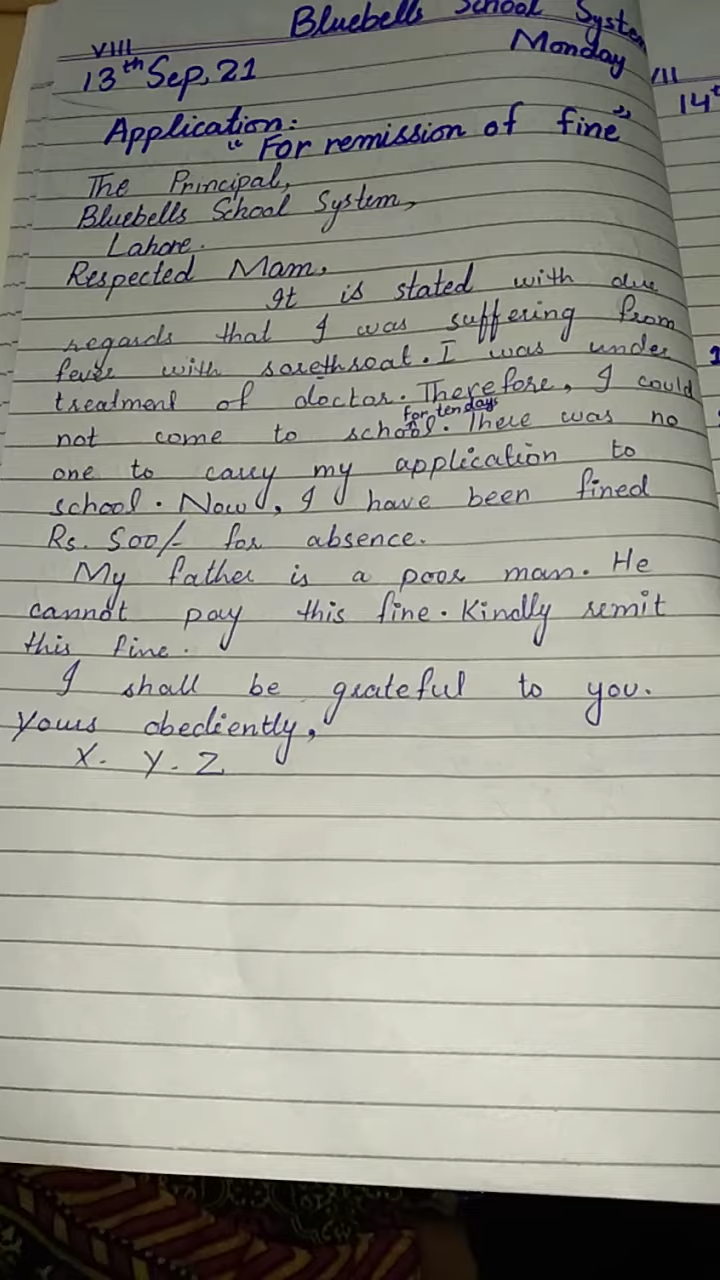 Bluebells School System
VIII
Monday
13th Sep, 21
Application:
"For remission of fine"
The Principal,
Bluebells School System,
Lahore.
Respected Mam,
It is stated with due
regards that I was suffering from
fever with sorethroat. I was under
treatment of doctor. Therefore, I could
for ten days
not come to school. There was no
one to carry my application to
school. Now, I have been fined
Rs. 500/- for absence.
My father is a poor man. He
cannot pay this fine. Kindly remit
this fine.
I shall be grateful to you.
Yours obediently,
X. Y. Z